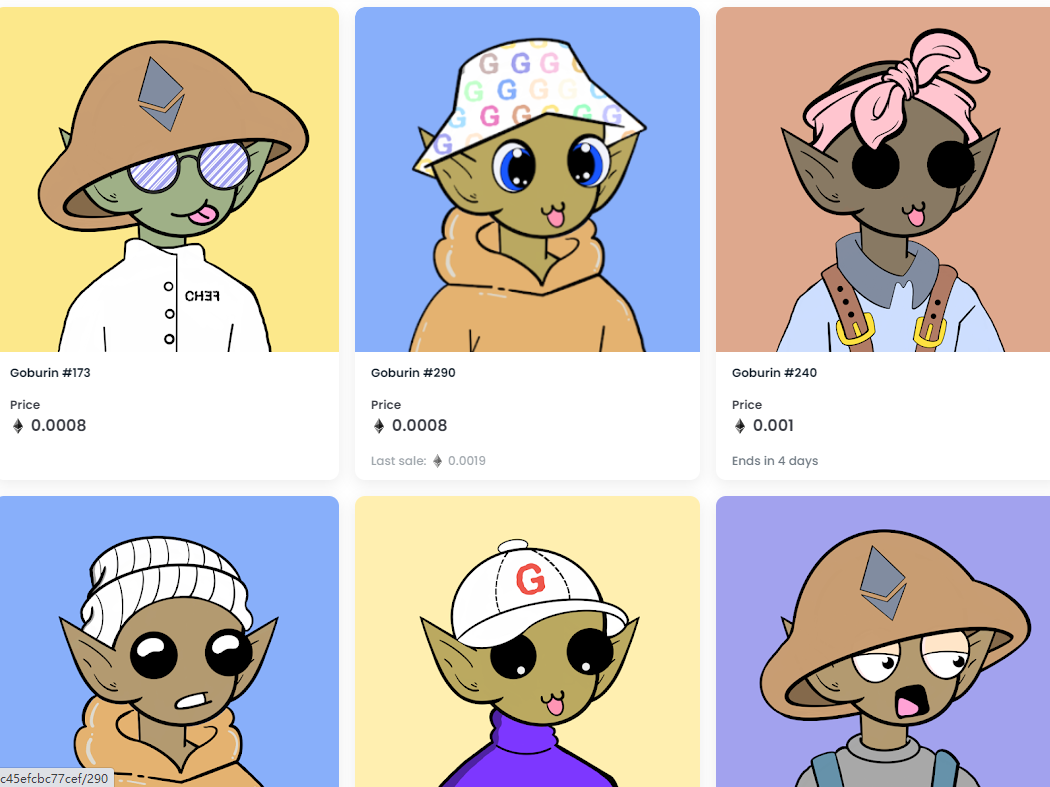 CHEF
G G G G
G G G G
G G G G G
G G
Goburin #173
Price
0.0008
Goburin #290
Price
0.0008
Last sale: 0.0019
Goburin #240
Price
0.001
Ends in 4 days
G
c45efcbc77cef/290